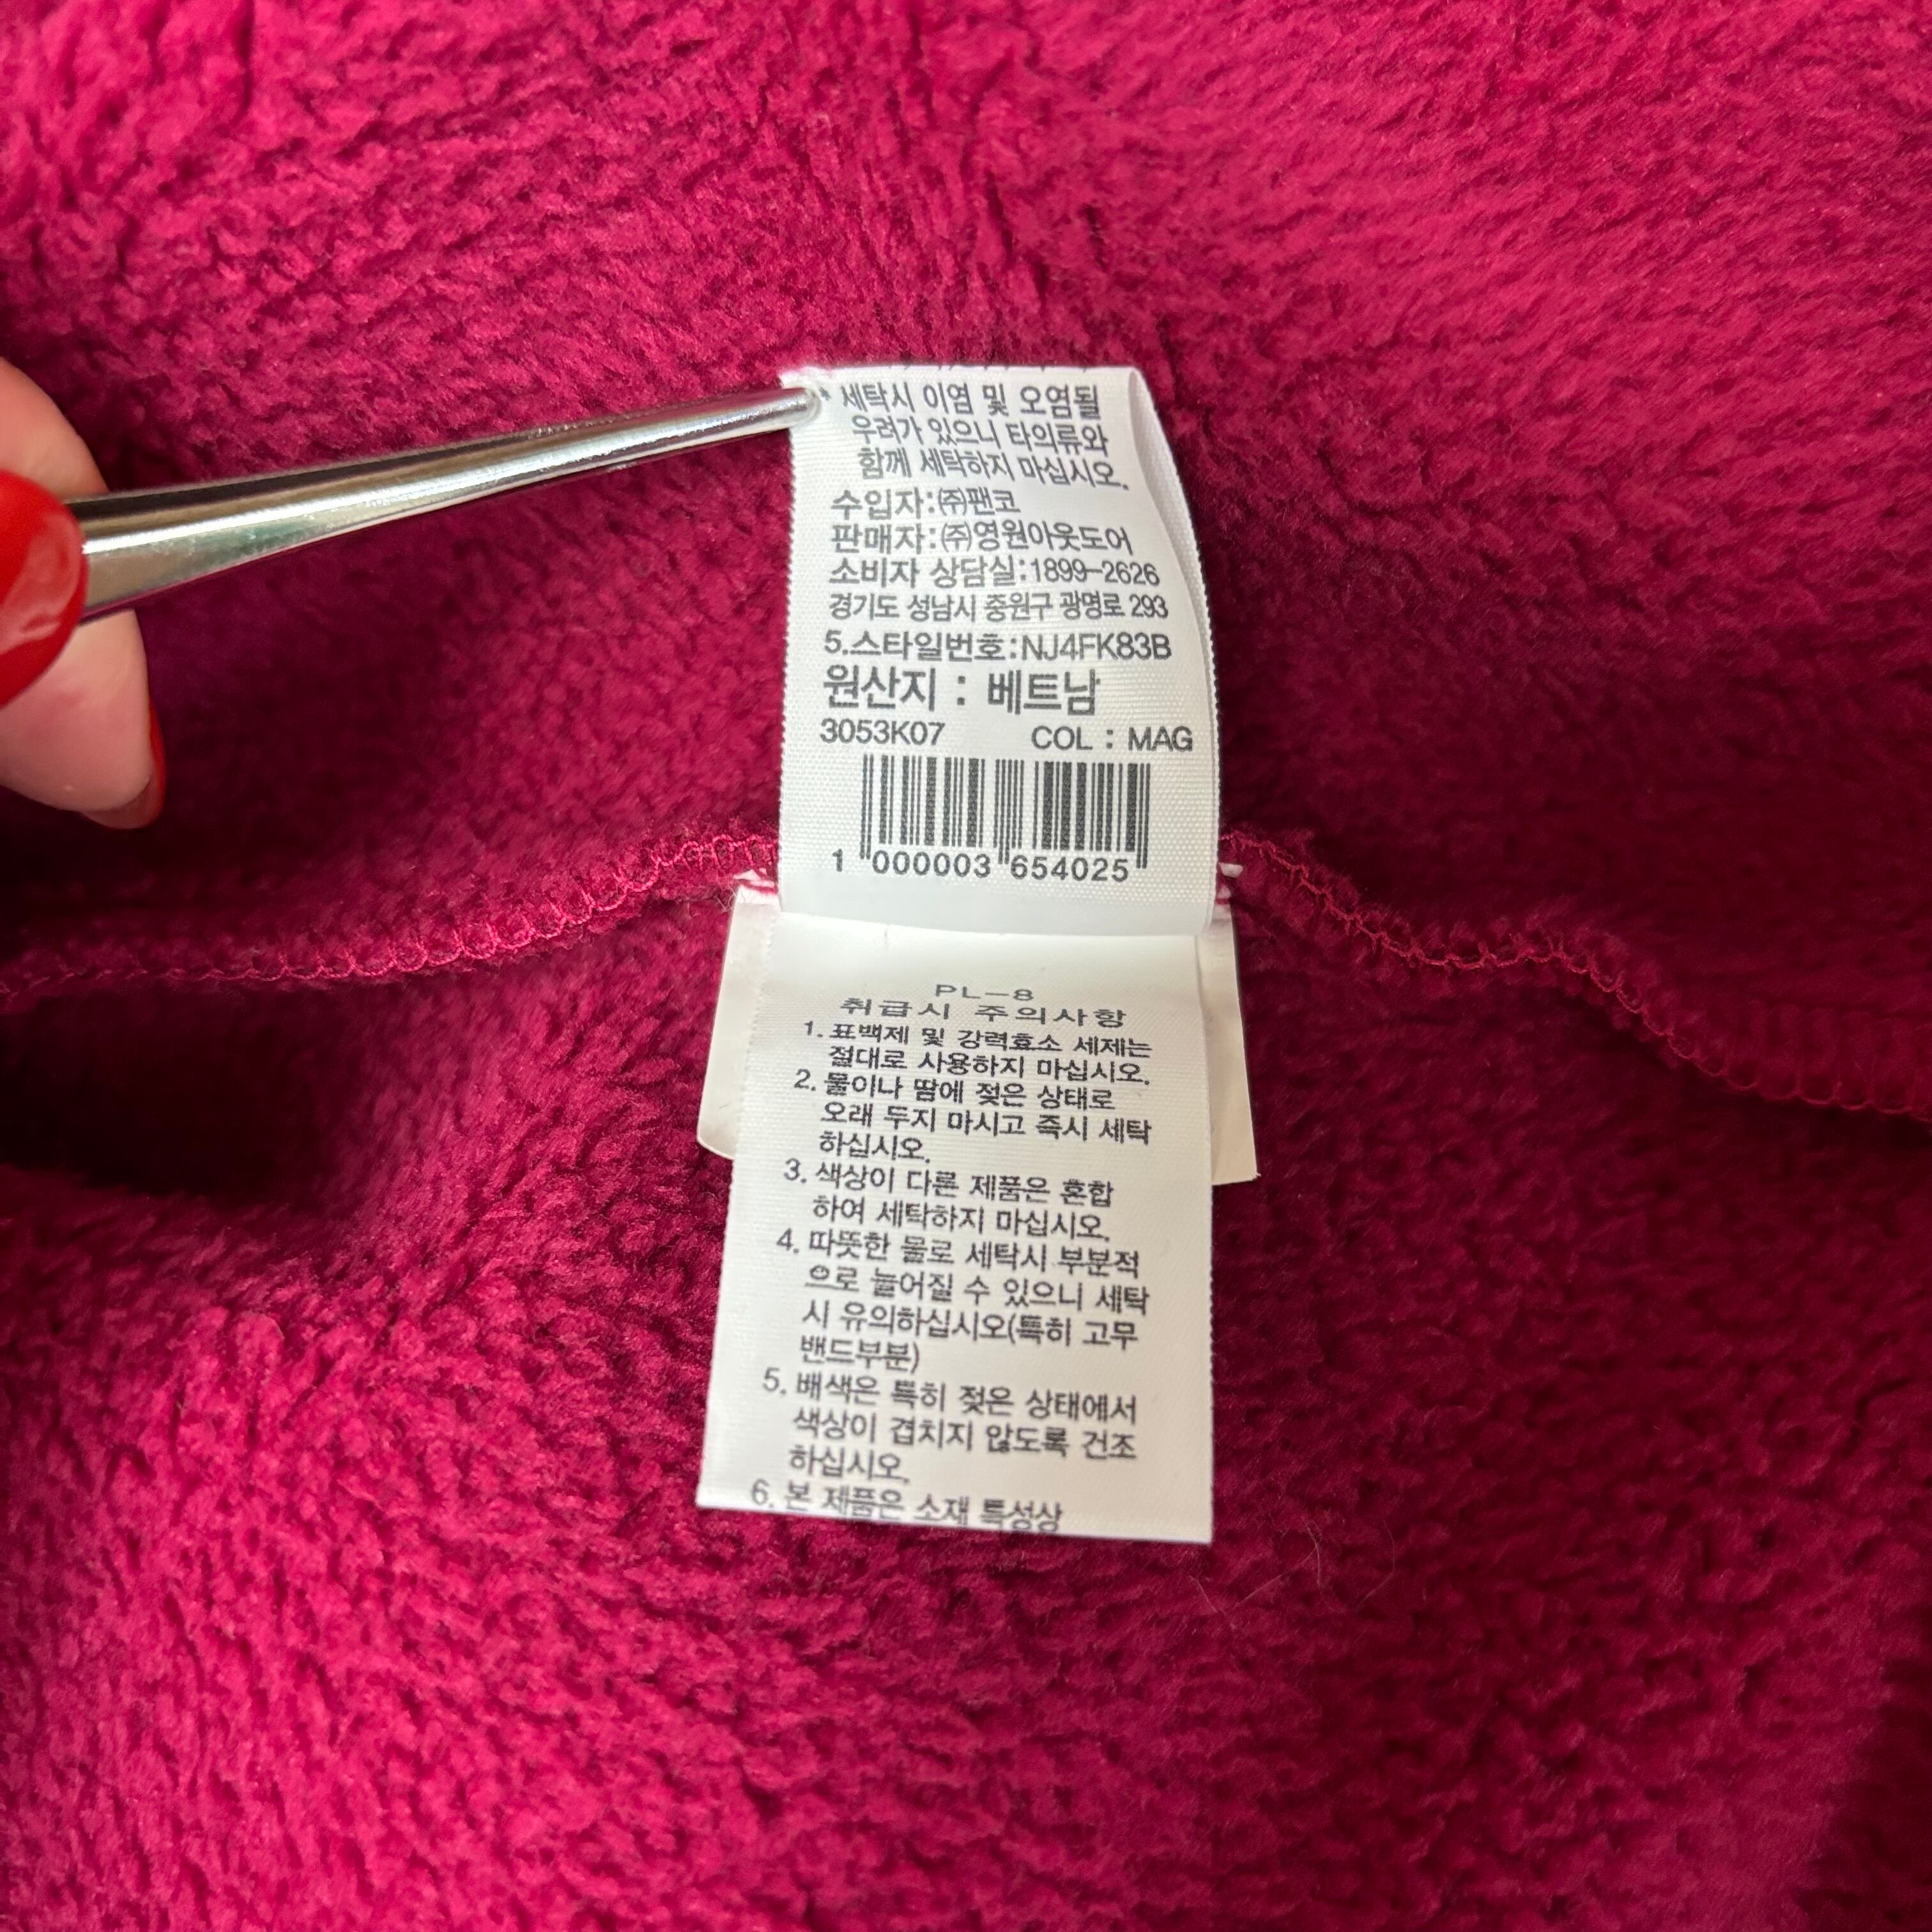 * 세탁시 이염 및 오염될
우려가 있으니 타의류와
함께 세탁하지 마십시오.
수입자:㈜팬코
판매자:㈜영원아웃도어
소비자 상담실:1899-2626
경기도 성남시 중원구 광명로 293
5.스타일번호:NJ4FK83B
원산지 : 베트남
3053K07 COL : MAG
1 000003 654025
PL-8
취급시 주의사항
1. 표백제 및 강력효소 세제는
절대로 사용하지 마십시오.
2. 물이나 땀에 젖은 상태로
오래 두지 마시고 즉시 세탁
하십시오.
3. 색상이 다른 제품은 혼합
하여 세탁하지 마십시오.
4. 따뜻한 물로 세탁시 부분적
으로 늘어질 수 있으니 세탁
시 유의하십시오(특히 고무
밴드부분)
5. 배색은 특히 젖은 상태에서
색상이 겹치지 않도록 건조
하십시오.
6. 본 제품은 소재 특성상